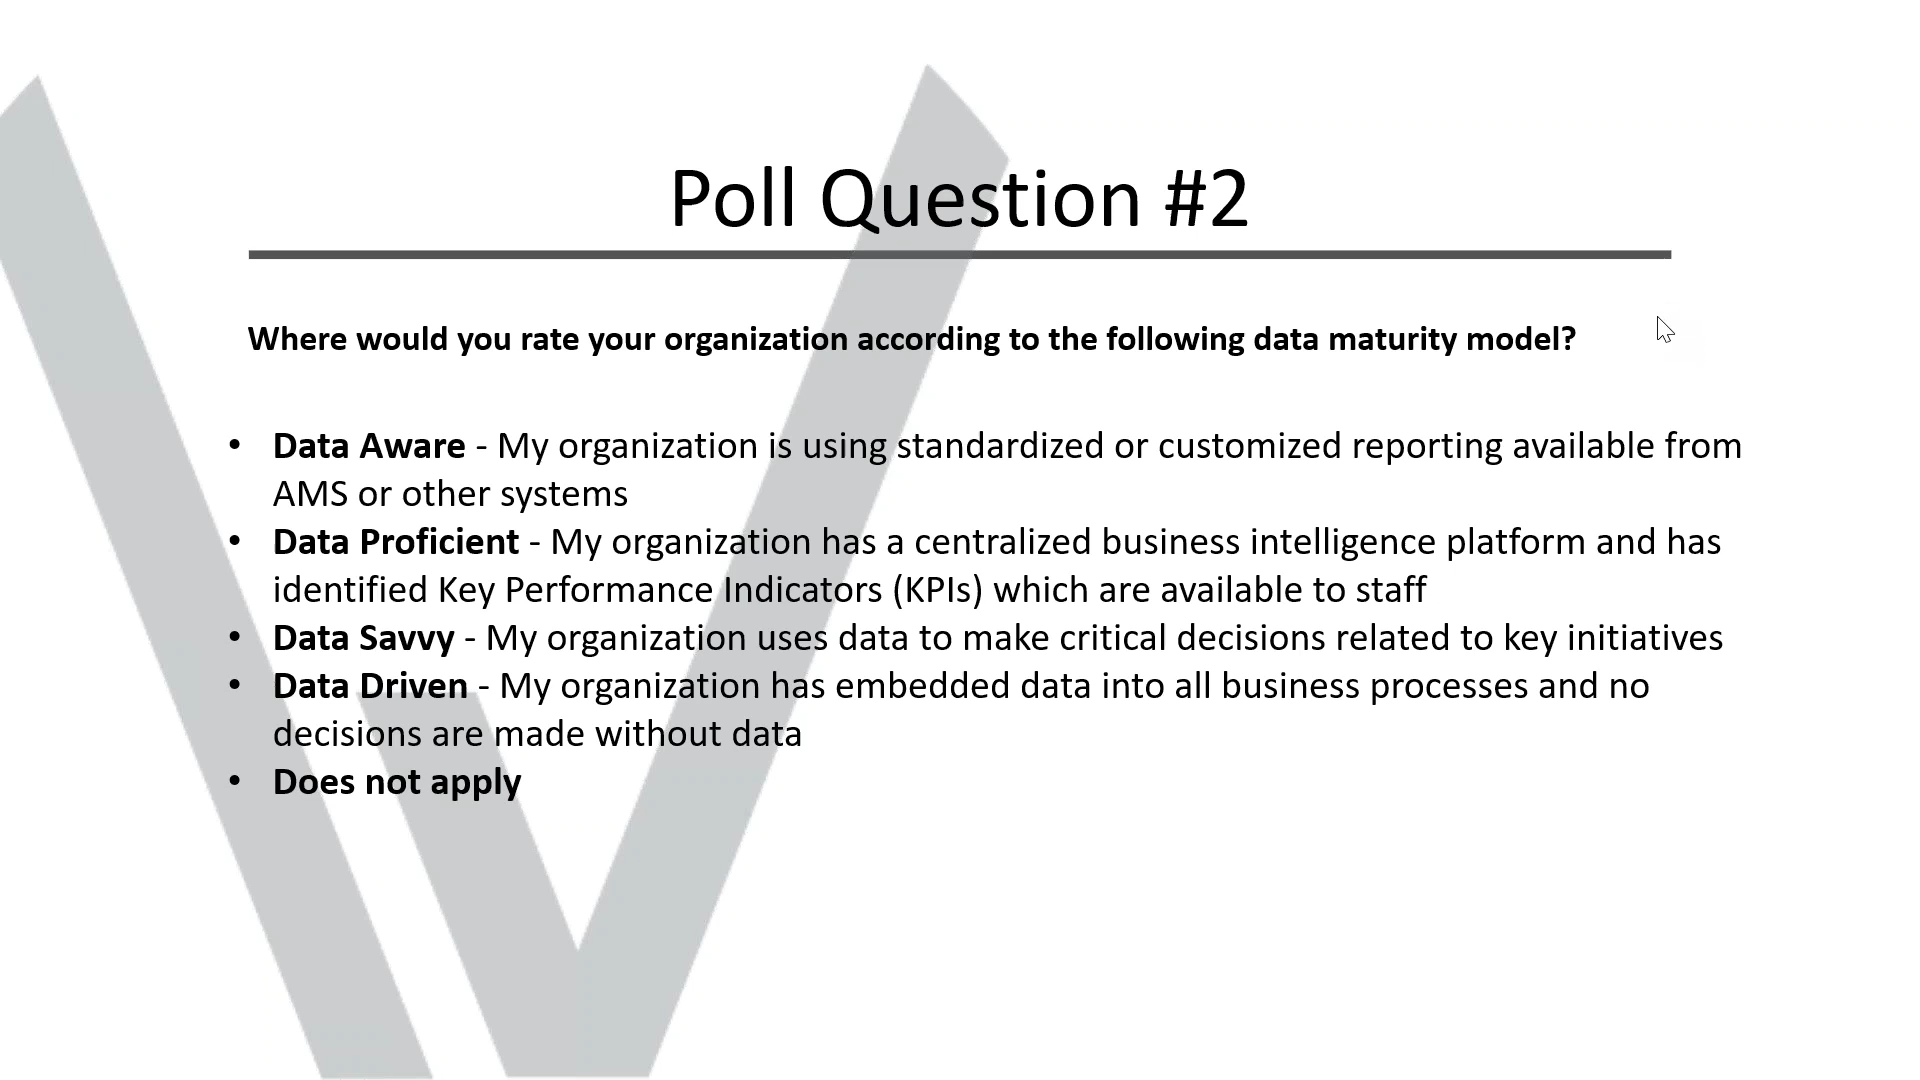 Poll Question #2
Where would you rate your organization according to the following data maturity model?
• Data Aware - My organization is using standardized or customized reporting available from
AMS or other systems
• Data Proficient - My organization has a centralized business intelligence platform and has
identified Key Performance Indicators (KPIs) which are available to staff
• Data Savvy - My organization uses data to make critical decisions related to key initiatives
• Data Driven - My organization has embedded data into all business processes and no
decisions are made without data
• Does not apply